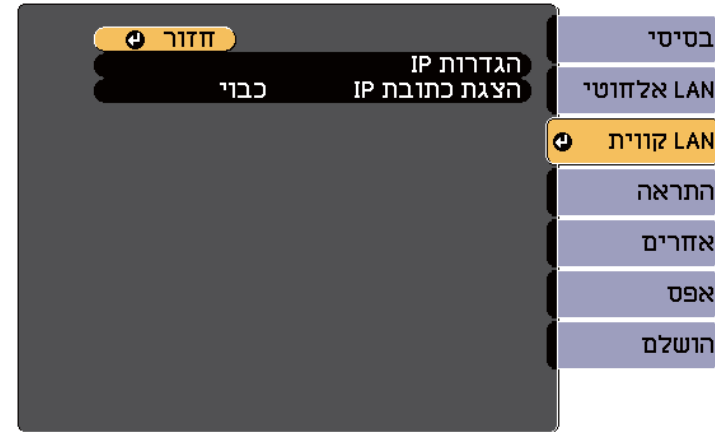 בסיסי
LAN אלחוטי
LAN קווית
התראה
אחרים
אפס
הושלם
חזור
הגדרות IP
הצגת כתובת IP כבוי